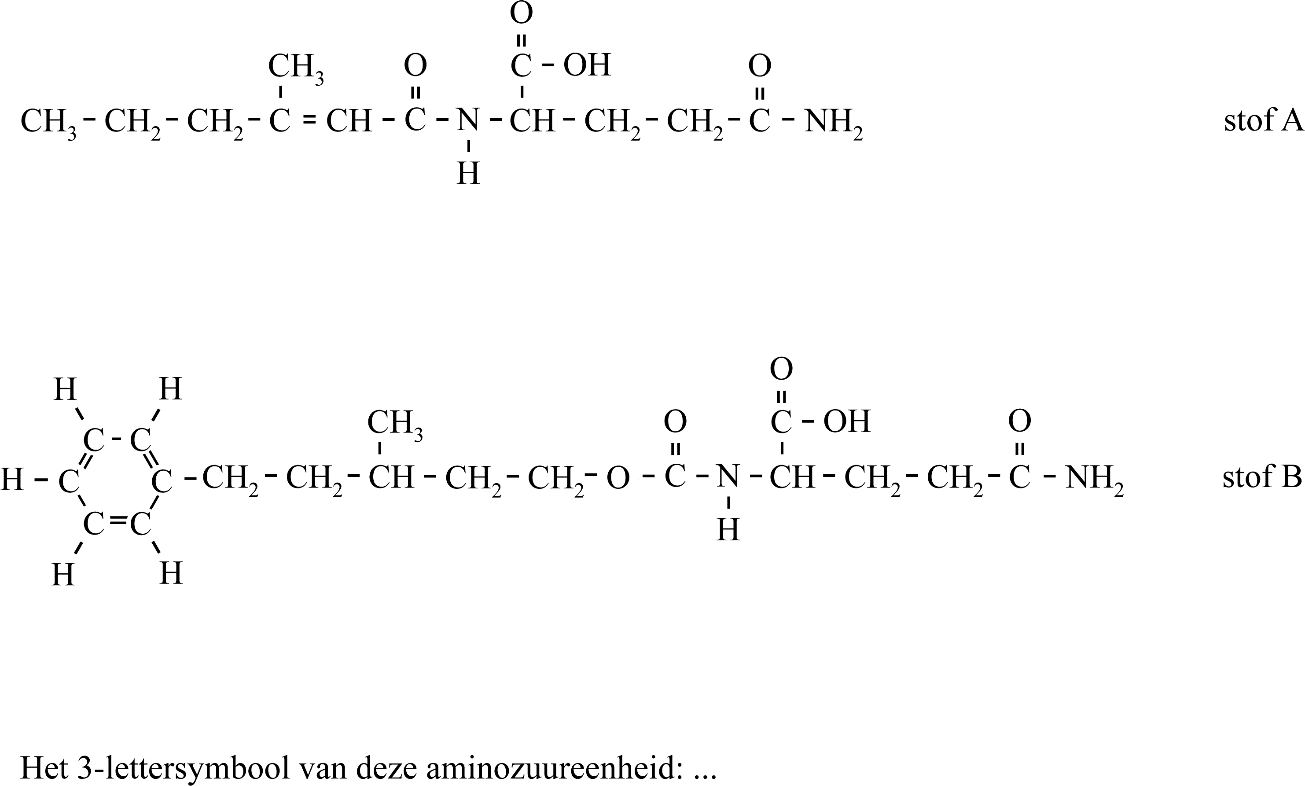 O
CH₃ O C – OH O
CH₃ – CH₂ – CH₂ – C = CH – C – N – CH – CH₂ – CH₂ – C – NH₂ stof A
H
O
H H
CH₃ O C – OH O
C – C
H – C C – CH₂ – CH₂ – CH – CH₂ – CH₂ – O – C – N – CH – CH₂ – CH₂ – C – NH₂ stof B
C = C H
H H
Het 3-lettersymbool van deze aminozuureenheid: ...